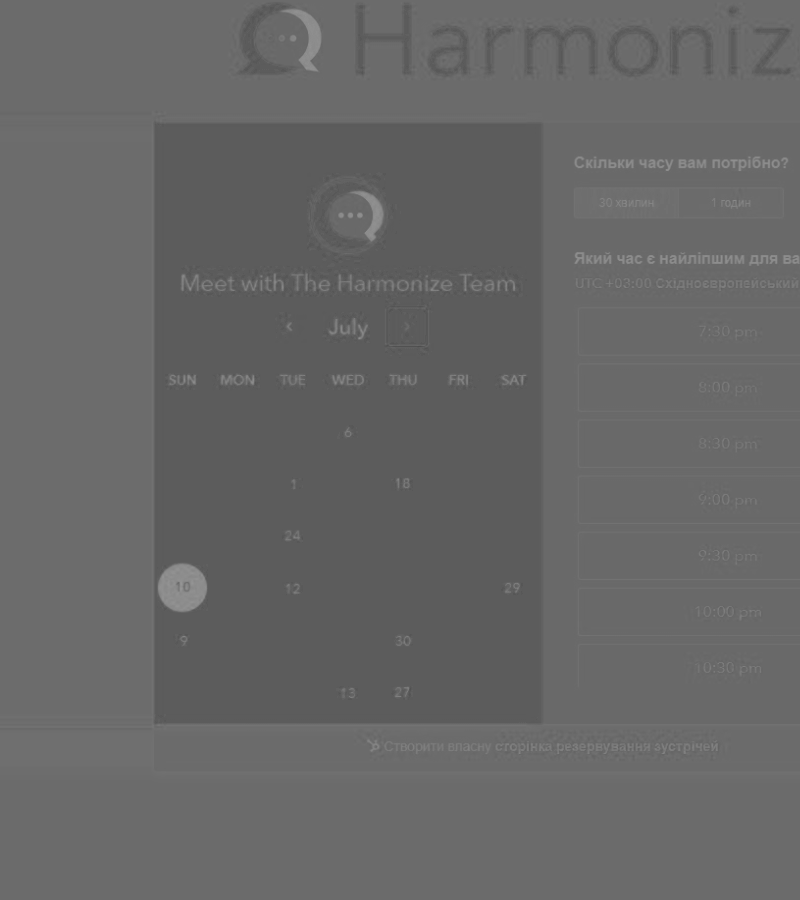 Harmoniz
Meet with The Harmonize Team
July
SUN MON TUE WED THU FRI SAT
6
1 18
24
10 12 29
9 30
13 27
Скільки часу вам потрібно?
30 хвилин 1 годин
Який час є найліпшим для ва
UTC +03:00 Східноєвропейський
7:30 pm
8:00 pm
8:30 pm
9:00 pm
9:30 pm
10:00 pm
10:30 pm
Створити власну сторінка резервування зустрічей